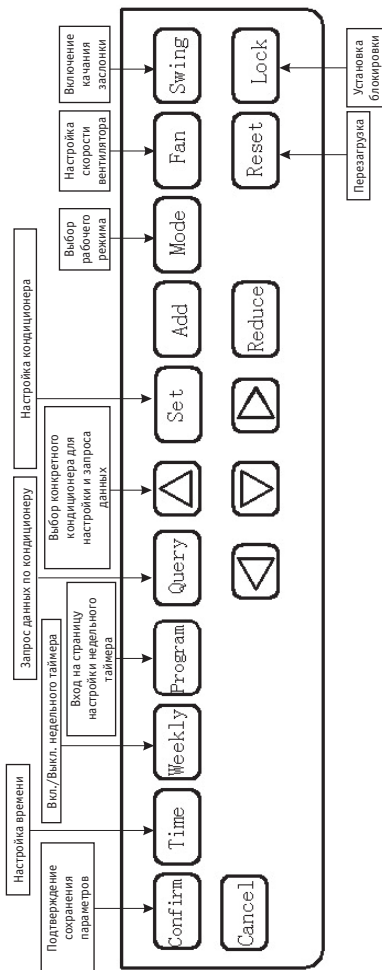 Подтверждение
сохранения
параметров
Настройка времени
Вкл./Выкл. недельного таймера
Вход на страницу
настройки недельного
таймера
Запрос данных по кондиционеру
Выбор конкретного
кондиционера для
настройки и запроса
данных
Настройка кондиционера
Выбор
рабочего
режима
Настройка
скорости
вентилятора
Включение
качания
заслонки
Confirm
Time
Weekly
Program
Query
Set
Add
Mode
Fan
Swing
Cancel
Reduce
Reset
Lock
Перезагрузка
Установка
блокировки